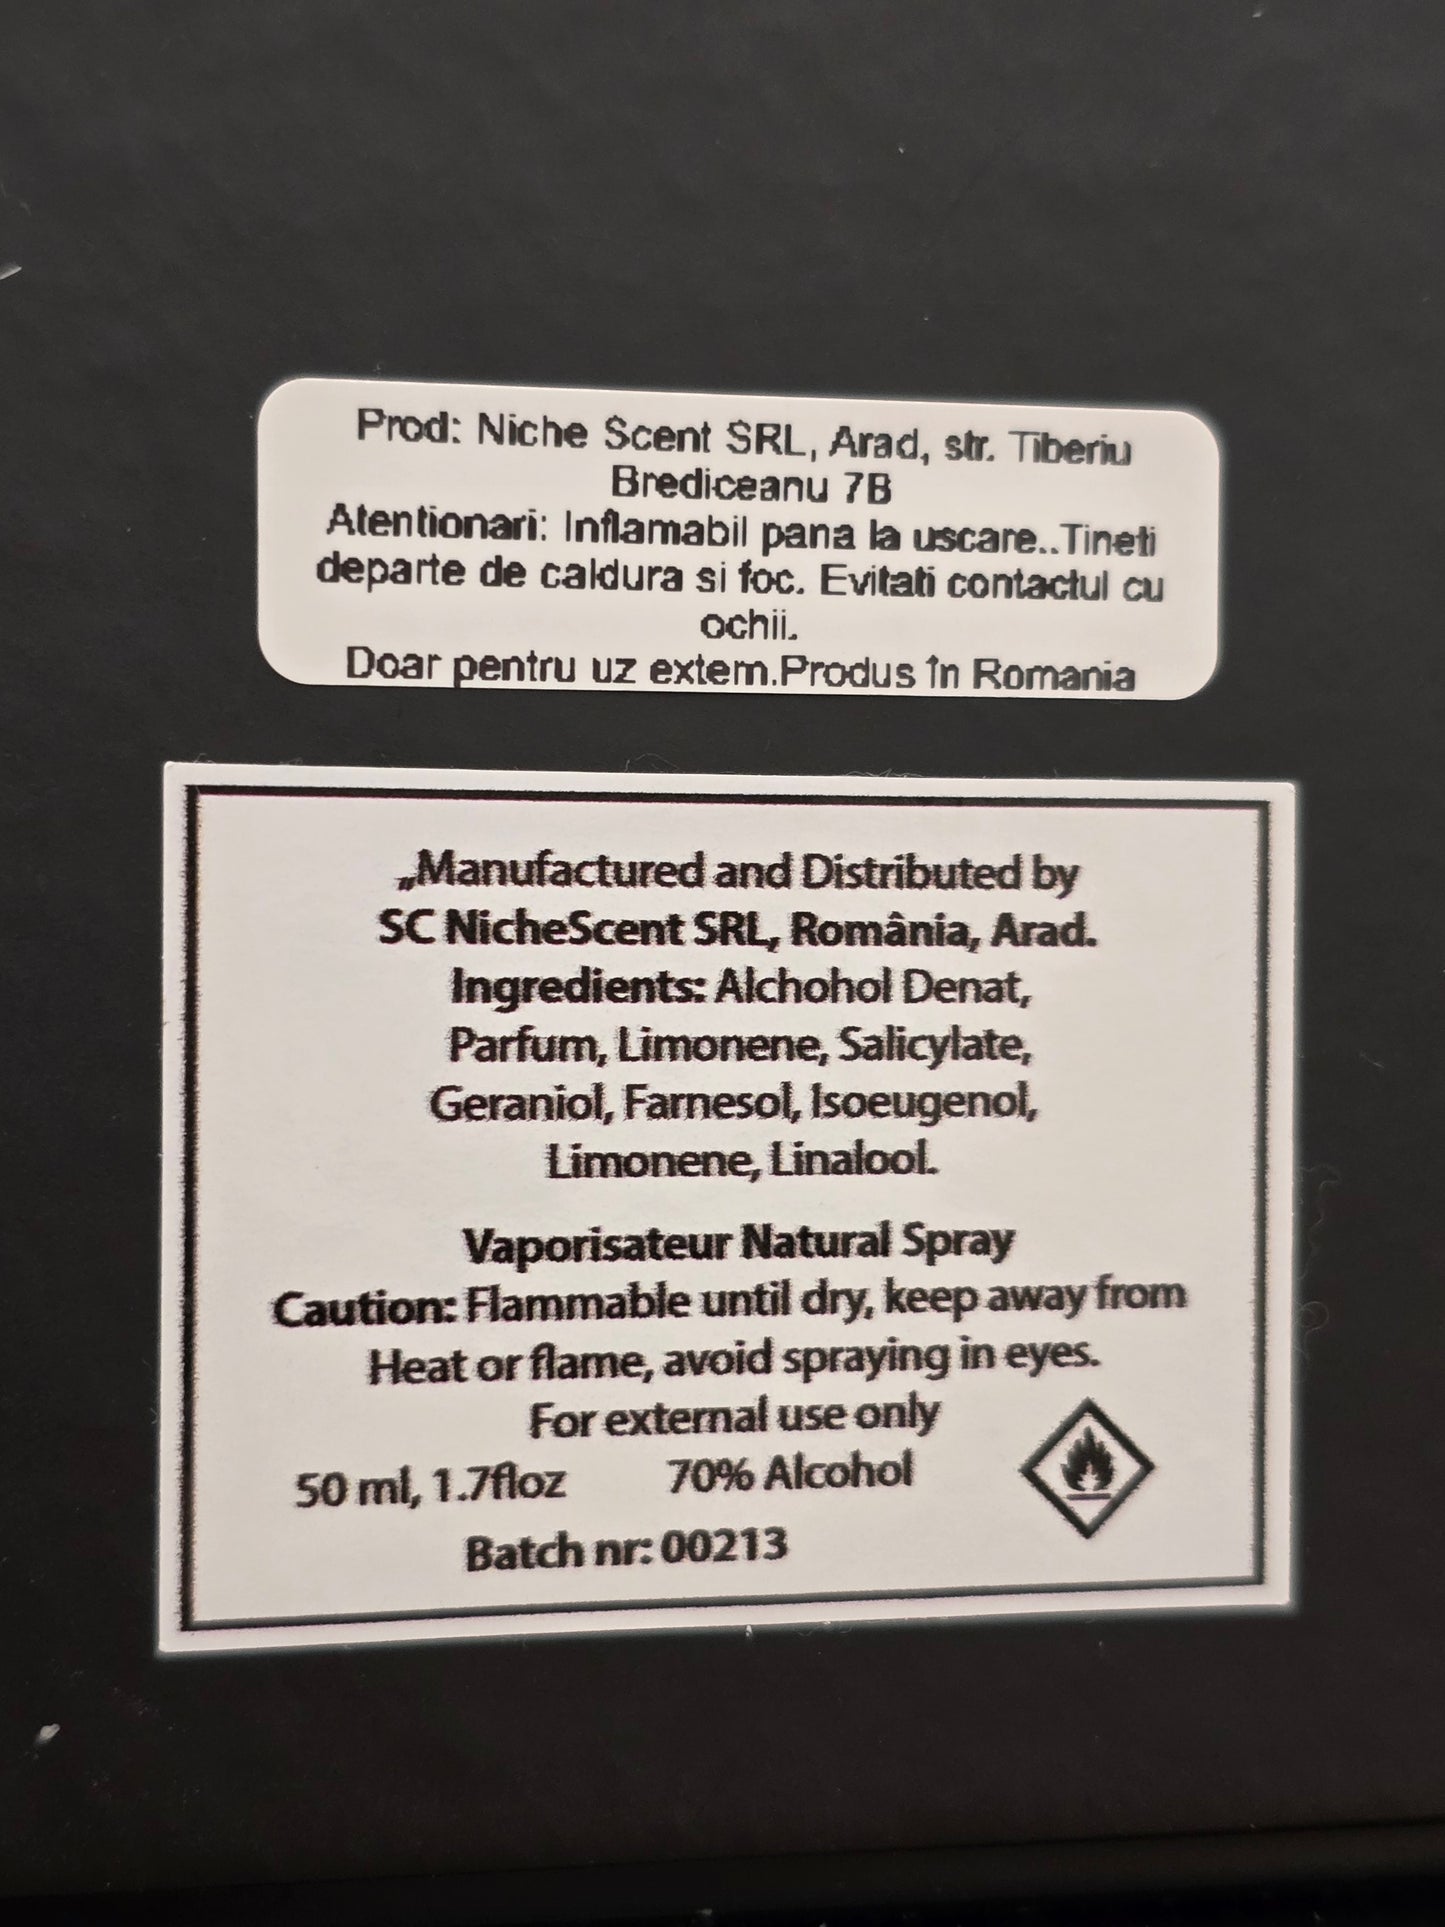 Prod: Niche Scent SRL, Arad, str. Tiberiu
Brediceanu 7B
Atentionari: Inflamabil pana la uscare..Tineti
departe de caldura si foc. Evitati contactul cu
ochii.
Doar pentru uz extern.Produs în Romania
„Manufactured and Distributed by
SC NicheScent SRL, România, Arad.
Ingredients: Alchohol Denat,
Parfum, Limonene, Salicylate,
Geraniol, Farnesol, Isoeugenol,
Limonene, Linalool.
Vaporisateur Natural Spray
Caution: Flammable until dry, keep away from
Heat or flame, avoid spraying in eyes.
For external use only
50 ml, 1.7floz 70% Alcohol
Batch nr: 00213